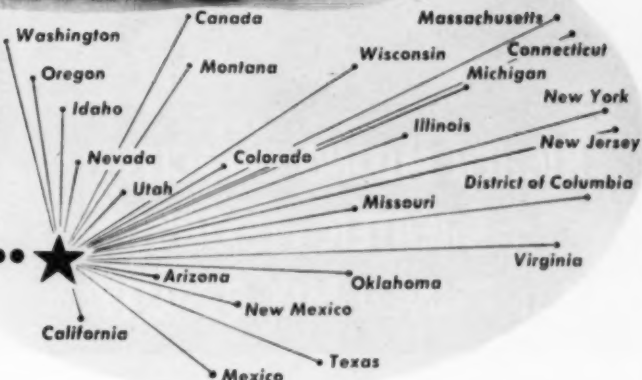 Canada
Massachusetts
Washington
Connecticut
Wisconsin
Oregon
Montana
Michigan
New York
Idaho
Illinois
New Jersey
Nevada
Colorado
District of Columbia
Utah
Missouri
Virginia
Arizona
Oklahoma
New Mexico
California
Texas
Mexico